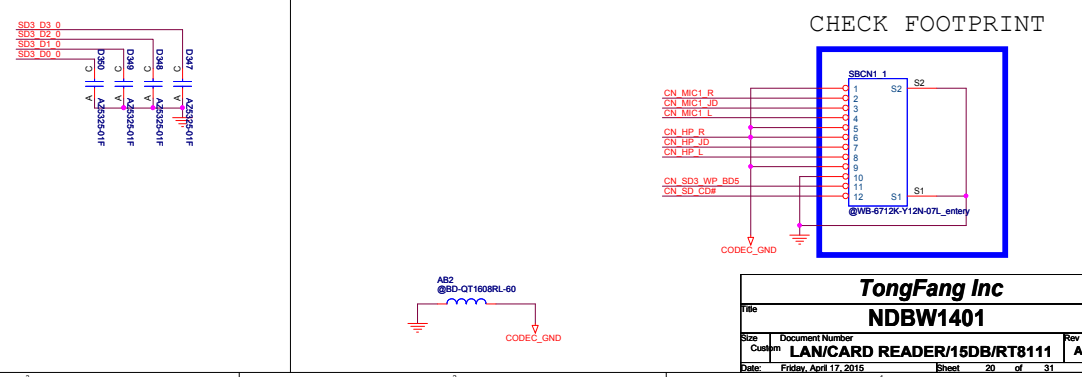 CHECK FOOTPRINT
SD3_D3_0
SD3_D2_0
SD3_D1_0
SD3_D0_0
D350
D349
D348
D347
C
C
C
C
A
A
A
A
AZ5325-01F
AZ5325-01F
AZ5325-01F
AZ5325-01F
SBCN1_1
CN_MIC1_R
CN_MIC1_JD
CN_MIC1_L
CN_HP_R
CN_HP_JD
CN_HP_L
CN_SD3_WP_BD5
CN_SD_CD#
1
2
3
4
5
6
7
8
9
10
11
12
S2
S2
S1
S1
@WB-6712K-Y12N-07L_entery
CODEC_GND
AB2
@BD-QT1608RL-60
CODEC_GND
TongFang Inc
Title
NDBW1401
Size
Custom
Document Number
LAN/CARD READER/15DB/RT8111
Rev
A
Date:
Friday, April 17, 2015
Sheet
20
of
31